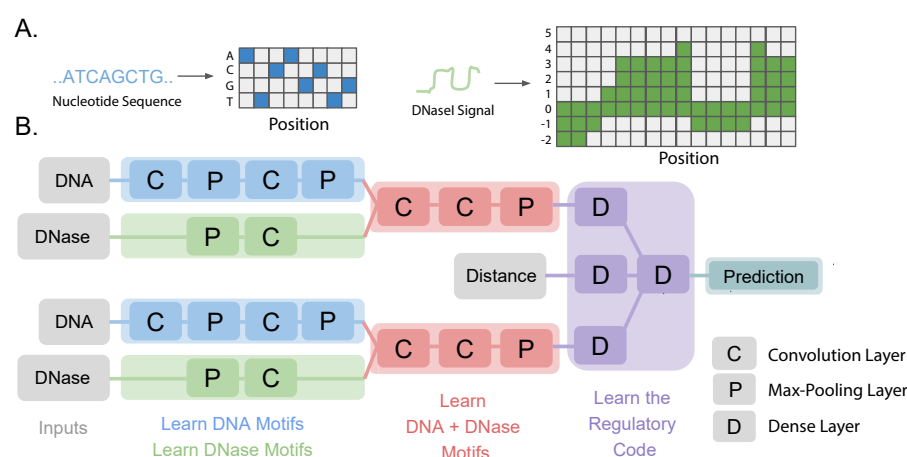 A.
..ATCAGCTG..
Nucleotide Sequence
A
C
G
T
Position
DNaseI Signal
5
4
3
2
1
0
-1
-2
Position
B.
DNA C P C P
DNase P C
C C P
D
Distance D D Prediction
DNA C P C P
DNase P C
C C P
D
Inputs
Learn DNA Motifs
Learn DNase Motifs
Learn
DNA + DNase
Motifs
Learn the
Regulatory
Code
C Convolution Layer
P Max-Pooling Layer
D Dense Layer